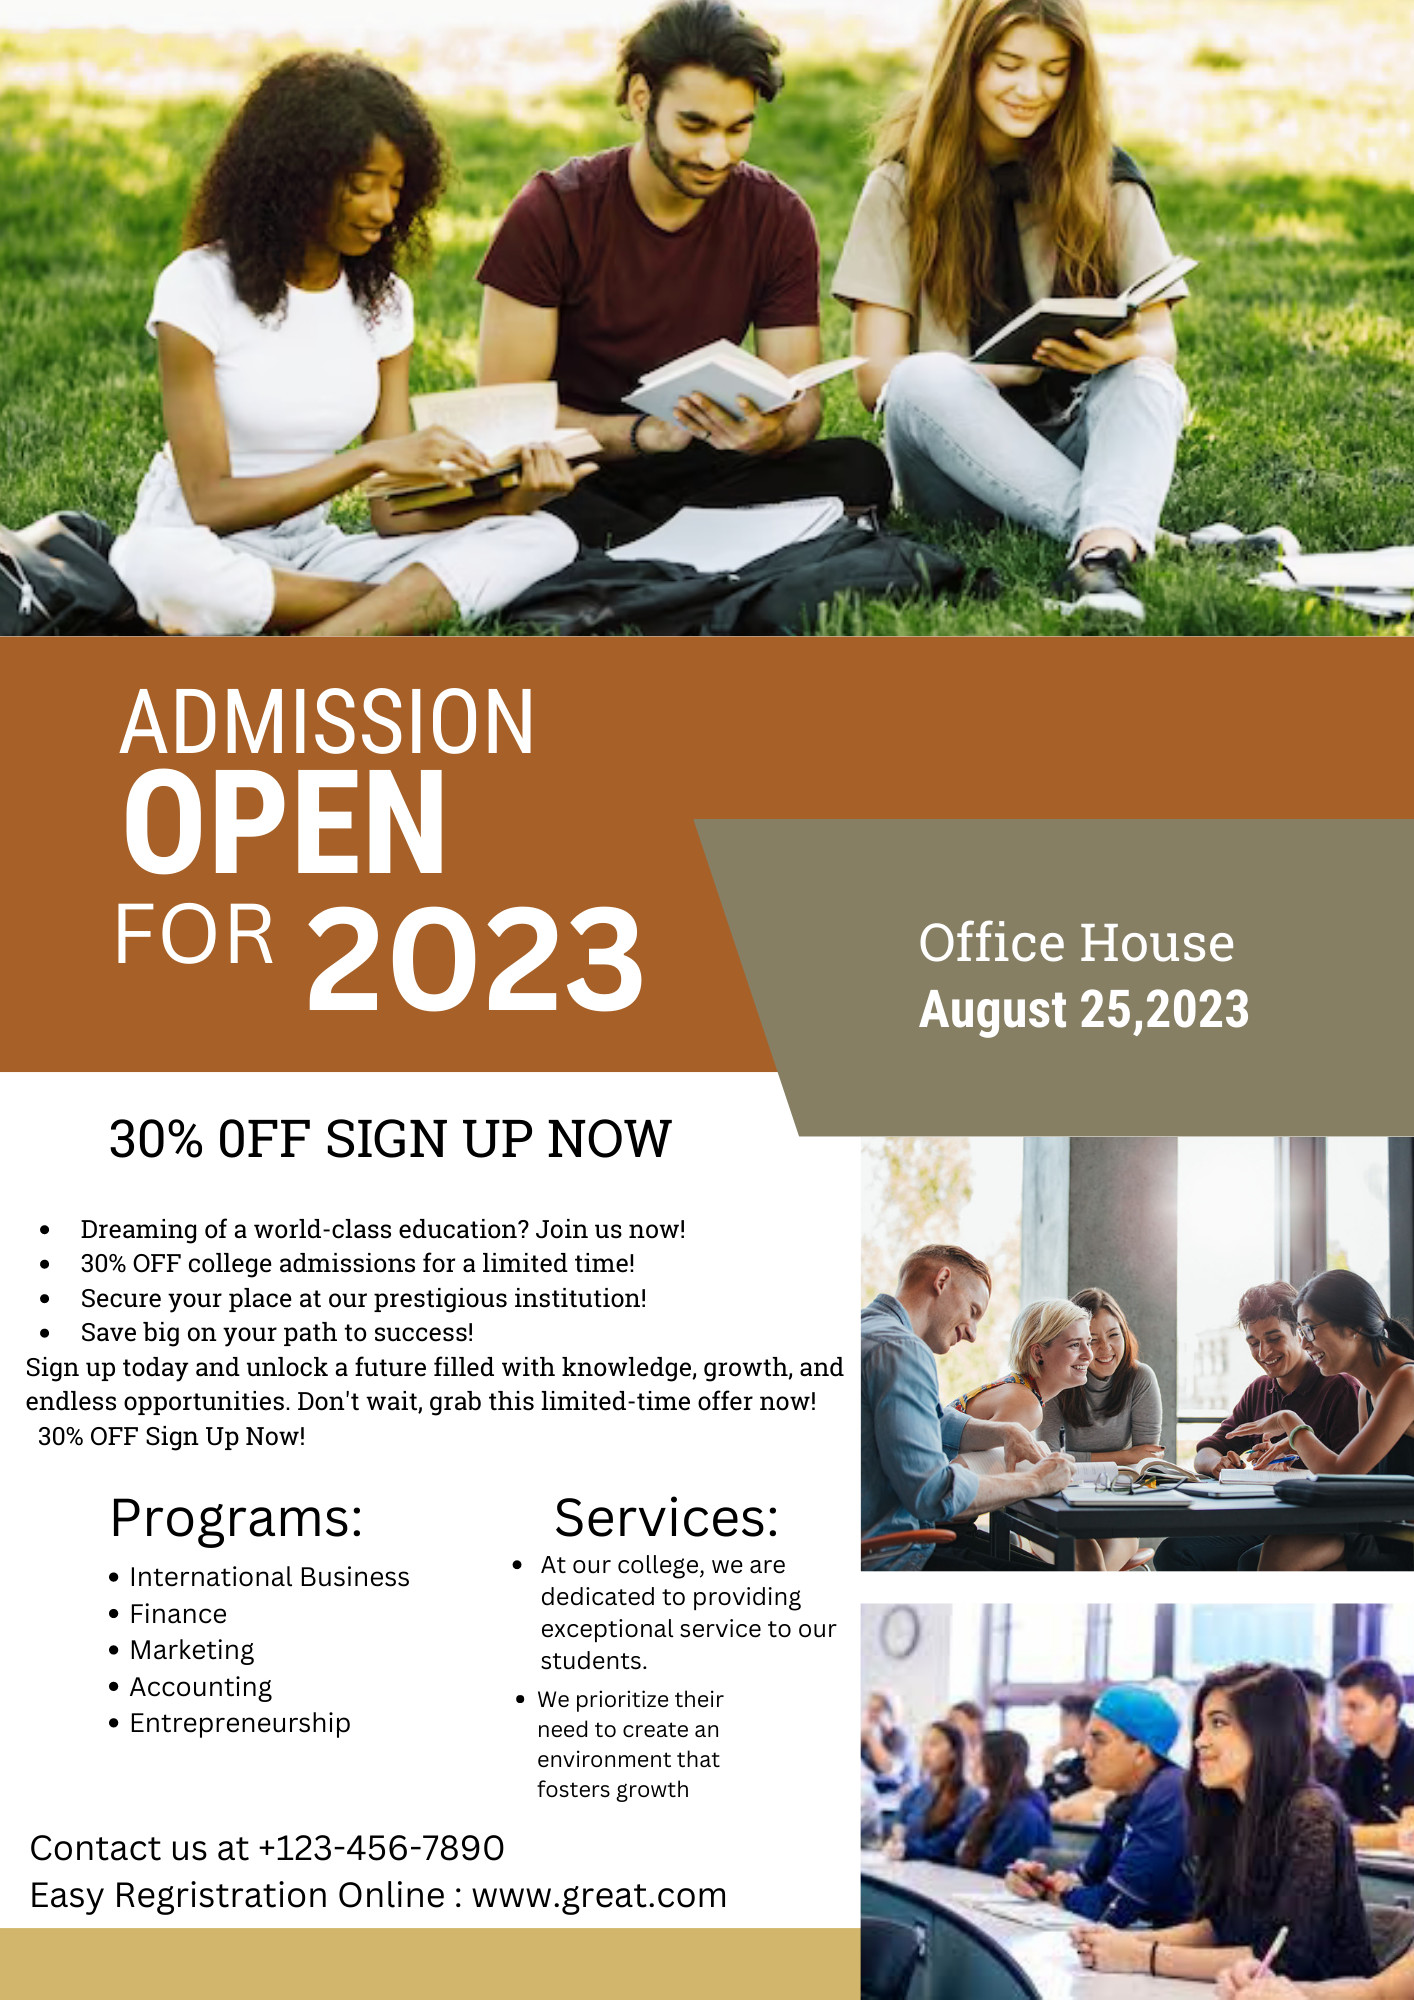 ADMISSION
OPEN
FOR 2023
Office House
August 25,2023
30% 0FF SIGN UP NOW
• Dreaming of a world-class education? Join us now!
• 30% OFF college admissions for a limited time!
• Secure your place at our prestigious institution!
• Save big on your path to success!
Sign up today and unlock a future filled with knowledge, growth, and
endless opportunities. Don't wait, grab this limited-time offer now!
30% OFF Sign Up Now!
Programs:
• International Business
• Finance
• Marketing
• Accounting
• Entrepreneurship
Services:
• At our college, we are
dedicated to providing
exceptional service to our
students.
• We prioritize their
need to create an
environment that
fosters growth
Contact us at +123-456-7890
Easy Regristration Online : www.great.com